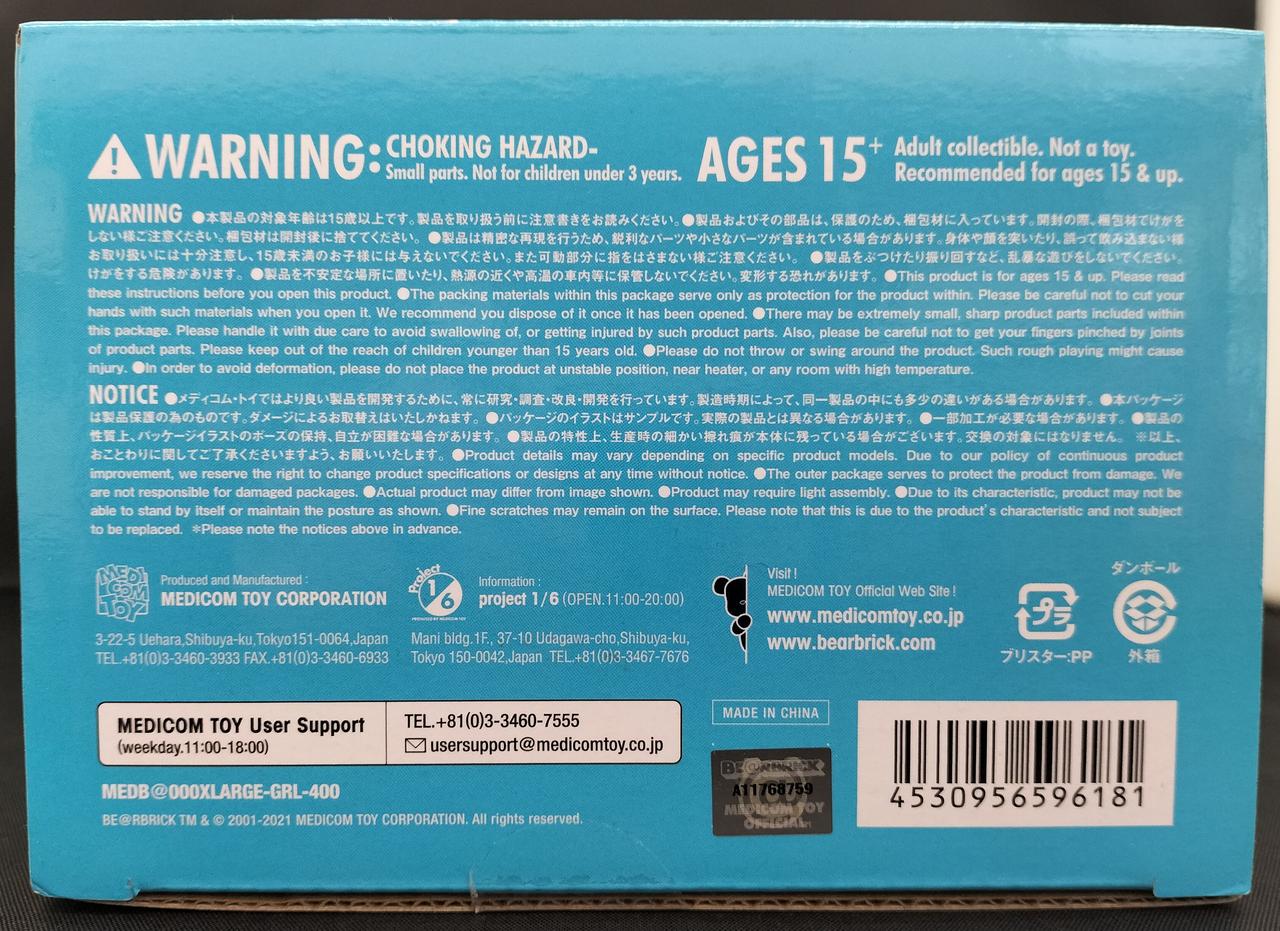 WARNING: CHOKING HAZARD-
Small parts. Not for children under 3 years.
AGES 15+ Adult collectible. Not a toy.
Recommended for ages 15 & up.
WARNING ●本製品の対象年齢は15歳以上です。製品を取り扱う前に注意書きをお読みください。●製品およびその部品は、保護のため、梱包材に入っています。開封の際、梱包材でけがを
しない様ご注意ください。梱包材は開封後に捨ててください。 ●製品は精密な再現を行うため、鋭利なパーツや小さなパーツが含まれている場合があります。身体や顔を突いたり、誤って飲み込まない様
お取り扱いには十分注意し、15歳未満のお子様には与えないでください。また可動部分に指をはさまない様ご注意ください。 ●製品をぶつけたり振り回すなど、乱暴な遊びをしないでください。
けがをする危険があります。 ●製品を不安定な場所に置いたり、熱源の近くや高温の車内等に保管しないでください。変形する恐れがあります。 ●This product is for ages 15 & up. Please read
these instructions before you open this product. ●The packing materials within this package serve only as protection for the product within. Please be careful not to cut your
hands with such materials when you open it. We recommend you dispose of it once it has been opened. ●There may be extremely small, sharp product parts included within
this package. Please handle it with due care to avoid swallowing of, or getting injured by such product parts. Also, please be careful not to get your fingers pinched by joints
of product parts. Please keep out of the reach of children younger than 15 years old. ●Please do not throw or swing around the product. Such rough playing might cause
injury. ●In order to avoid deformation, please do not place the product at unstable position, near heater, or any room with high temperature.
NOTICE ●メディコム・トイではより良い製品を開発するために、常に研究・調査・改良・開発を行っています。製造時期によって、同一製品の中にも多少の違いがある場合があります。 ●本パッケージ
は製品保護の為のものです。ダメージによるお取替えはいたしかねます。 ●パッケージのイラストはサンプルです。実際の製品とは異なる場合があります。 ●一部加工が必要な場合があります。 ●製品の
性質上、パッケージイラストのポーズの保持、自立が困難な場合があります。 ●製品の特性上、生産時の細かい擦れ痕が本体に残っている場合がございます。交換の対象にはなりません。 ※以上、
おことわりに関してご了承くださいますよう、お願いいたします。 ●Product details may vary depending on specific product models. Due to our policy of continuous product
improvement, we reserve the right to change product specifications or designs at any time without notice. ●The outer package serves to protect the product from damage. We
are not responsible for damaged packages. ●Actual product may differ from image shown. ●Product may require light assembly. ●Due to its characteristic, product may not be
able to stand by itself or maintain the posture as shown. ●Fine scratches may remain on the surface. Please note that this is due to the product's characteristic and not subject
to be replaced. ※Please note the notices above in advance.
MEDICOM TOY
Produced and Manufactured :
MEDICOM TOY CORPORATION
3-22-5 Uehara,Shibuya-ku,Tokyo151-0064,Japan
TEL.+81(0)3-3460-3933 FAX.+81(0)3-3460-6933
Project 1/6
PRODUCED BY MEDICOM TOY
Information :
project 1/6 (OPEN.11:00-20:00)
Mani bldg.1F., 37-10 Udagawa-cho,Shibuya-ku,
Tokyo 150-0042,Japan TEL.+81(0)3-3467-7676
Visit !
MEDICOM TOY Official Web Site !
www.medicomtoy.co.jp
www.bearbrick.com
プラ
ブリスター:PP
ダンボール
外箱
MEDICOM TOY User Support
(weekday.11:00-18:00)
TEL.+81(0)3-3460-7555
usersupport@medicomtoy.co.jp
MEDB@000XLARGE-GRL-400
BE@RBRICK TM & © 2001-2021 MEDICOM TOY CORPORATION. All rights reserved.
MADE IN CHINA
BE@RBRICK
A11768759
MEDICOM TOY
OFFICIAL
4530956596181